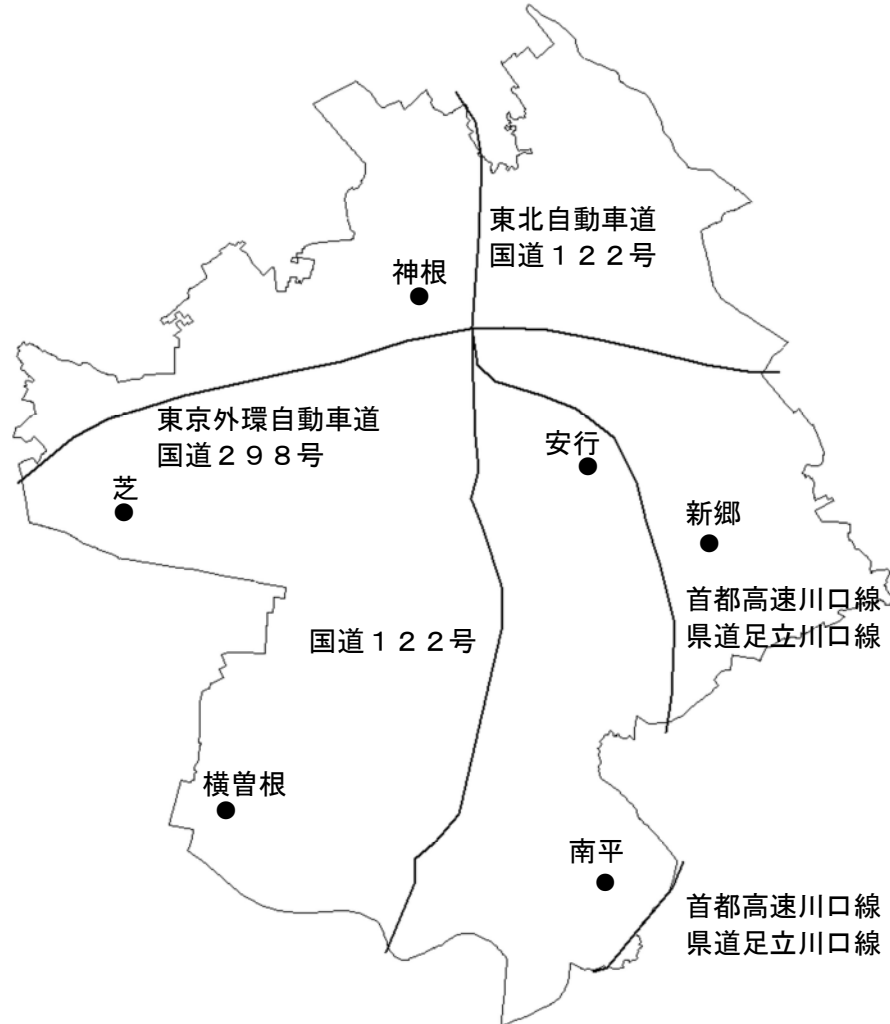 東北自動車道
国道１２２号
神根
東京外環自動車道
国道２９８号
安行
芝
新郷
首都高速川口線
県道足立川口線
国道１２２号
横曽根
南平
首都高速川口線
県道足立川口線